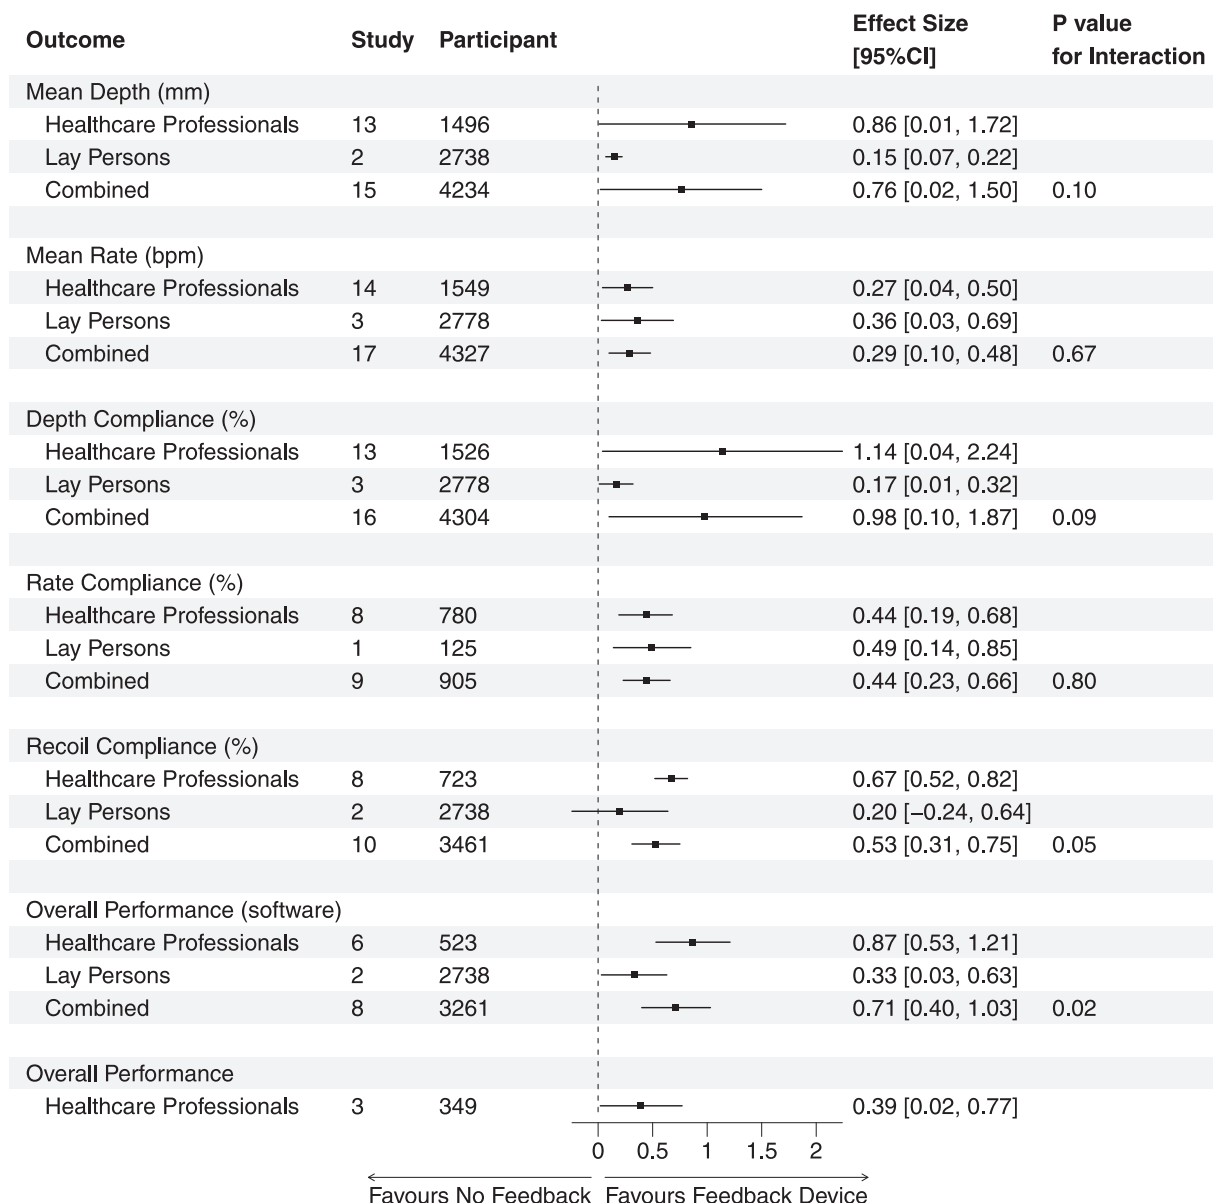 Outcome Study Participant Effect Size [95%CI] P value for Interaction
Mean Depth (mm)
Healthcare Professionals 13 1496 0.86 [0.01, 1.72]
Lay Persons 2 2738 0.15 [0.07, 0.22]
Combined 15 4234 0.76 [0.02, 1.50] 0.10
Mean Rate (bpm)
Healthcare Professionals 14 1549 0.27 [0.04, 0.50]
Lay Persons 3 2778 0.36 [0.03, 0.69]
Combined 17 4327 0.29 [0.10, 0.48] 0.67
Depth Compliance (%)
Healthcare Professionals 13 1526 1.14 [0.04, 2.24]
Lay Persons 3 2778 0.17 [0.01, 0.32]
Combined 16 4304 0.98 [0.10, 1.87] 0.09
Rate Compliance (%)
Healthcare Professionals 8 780 0.44 [0.19, 0.68]
Lay Persons 1 125 0.49 [0.14, 0.85]
Combined 9 905 0.44 [0.23, 0.66] 0.80
Recoil Compliance (%)
Healthcare Professionals 8 723 0.67 [0.52, 0.82]
Lay Persons 2 2738 0.20 [−0.24, 0.64]
Combined 10 3461 0.53 [0.31, 0.75] 0.05
Overall Performance (software)
Healthcare Professionals 6 523 0.87 [0.53, 1.21]
Lay Persons 2 2738 0.33 [0.03, 0.63]
Combined 8 3261 0.71 [0.40, 1.03] 0.02
Overall Performance
Healthcare Professionals 3 349 0.39 [0.02, 0.77]
0 0.5 1 1.5 2
Favours No Feedback Favours Feedback Device